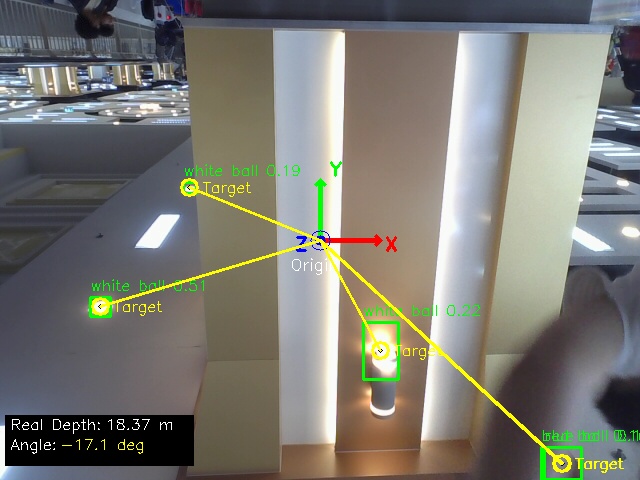 white ball 0.19
Target
Y
Z
X
Origi
white ball 0.51
Target
white ball 0.22
Target
Target
Real Depth: 18.37 m
Angle: −17.1 deg